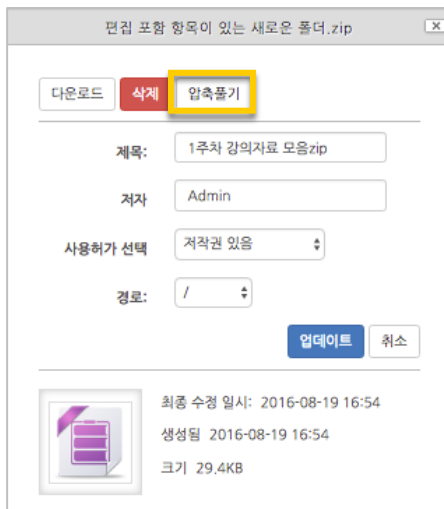 편집 포함 항목이 있는 새로운 폴더.zip
다운로드 삭제 압축풀기
제목: 1주차 강의자료 모음zip
저자 Admin
사용허가 선택 저작권 있음
경로: /
업데이트 취소
최종 수정 일시: 2016-08-19 16:54
생성됨 2016-08-19 16:54
크기 29.4KB